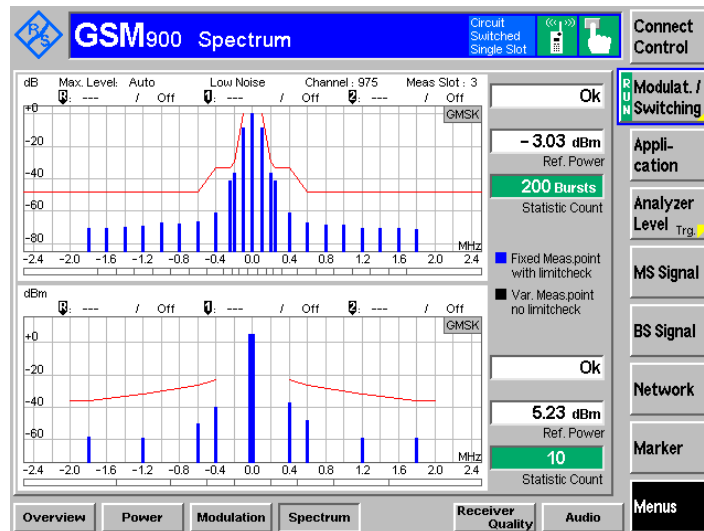 R/S
GSM900 Spectrum
Circuit
Switched
Single Slot
Connect
Control
dB Max. Level: Auto Low Noise Channel : 975 Meas Slot : 3
R: --- / Off 1: --- / Off 2: --- / Off
GMSK
+0
-20
-40
-60
-80
MHz
-2.4 -2.0 -1.6 -1.2 -0.8 -0.4 0.0 0.4 0.8 1.2 1.6 2.0 2.4
Ok
-3.03 dBm
Ref. Power
200 Bursts
Statistic Count
Fixed Meas.point
with limitcheck
Var. Meas.point
no limitcheck
dBm
R: --- / Off 1: --- / Off 2: --- / Off
GMSK
+0
-20
-40
-60
MHz
-2.4 -2.0 -1.6 -1.2 -0.8 -0.4 0.0 0.4 0.8 1.2 1.6 2.0 2.4
Ok
5.23 dBm
Ref. Power
10
Statistic Count
RUN
Modulat. /
Switching
Appli-
cation
Analyzer
Level Trg.
MS Signal
BS Signal
Network
Marker
Menus
Overview Power Modulation Spectrum Receiver
Quality Audio